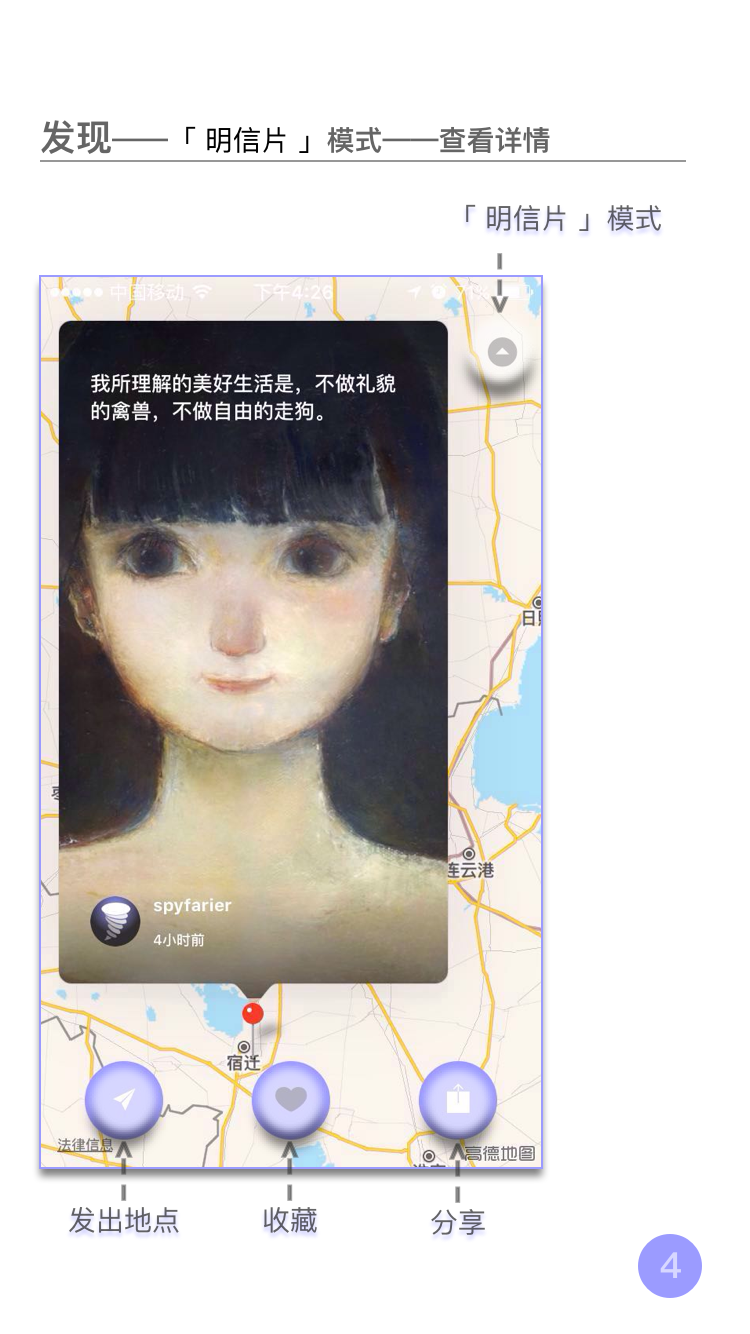 发现——「 明信片 」模式——查看详情
「 明信片 」模式
中国移动 下午4:26
我所理解的美好生活是，不做礼貌
的禽兽，不做自由的走狗。
日
连云港
spyfarier
4小时前
宿迁
法律信息
高德地图
发出地点
收藏
分享
4